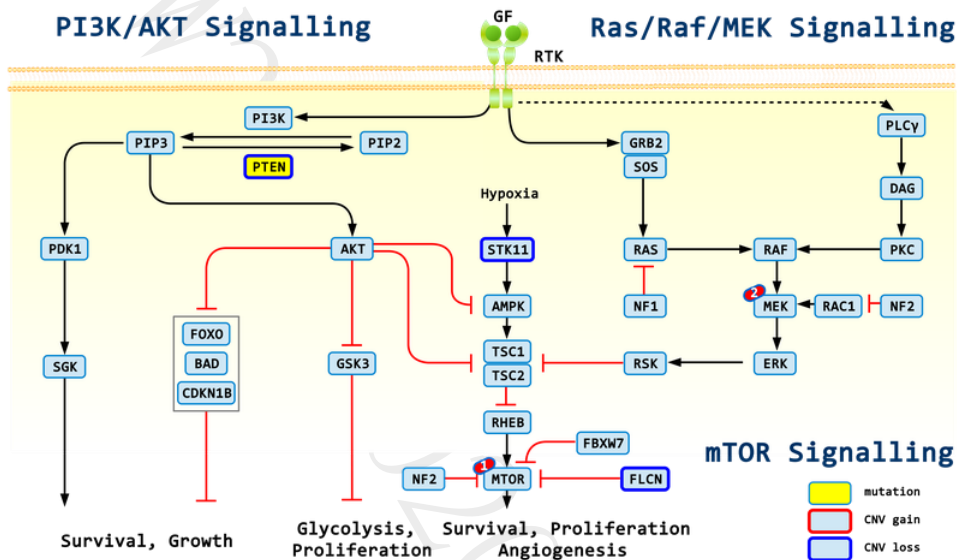 PI3K/AKT Signalling
GF
Ras/Raf/MEK Signalling
RTK
PI3K
PLCγ
PIP3
PIP2
GRB2
PTEN
SOS
DAG
Hypoxia
PDK1
AKT
STK11
RAS
RAF
PKC
2
AMPK
NF1
MEK
RAC1
NF2
FOXO
TSC1
SGK
BAD
GSK3
TSC2
RSK
ERK
CDKN1B
RHEB
FBXW7
mTOR Signalling
1
NF2
MTOR
FLCN
mutation
CNV gain
CNV loss
Survival, Growth
Glycolysis,
Proliferation
Survival, Proliferation
Angiogenesis